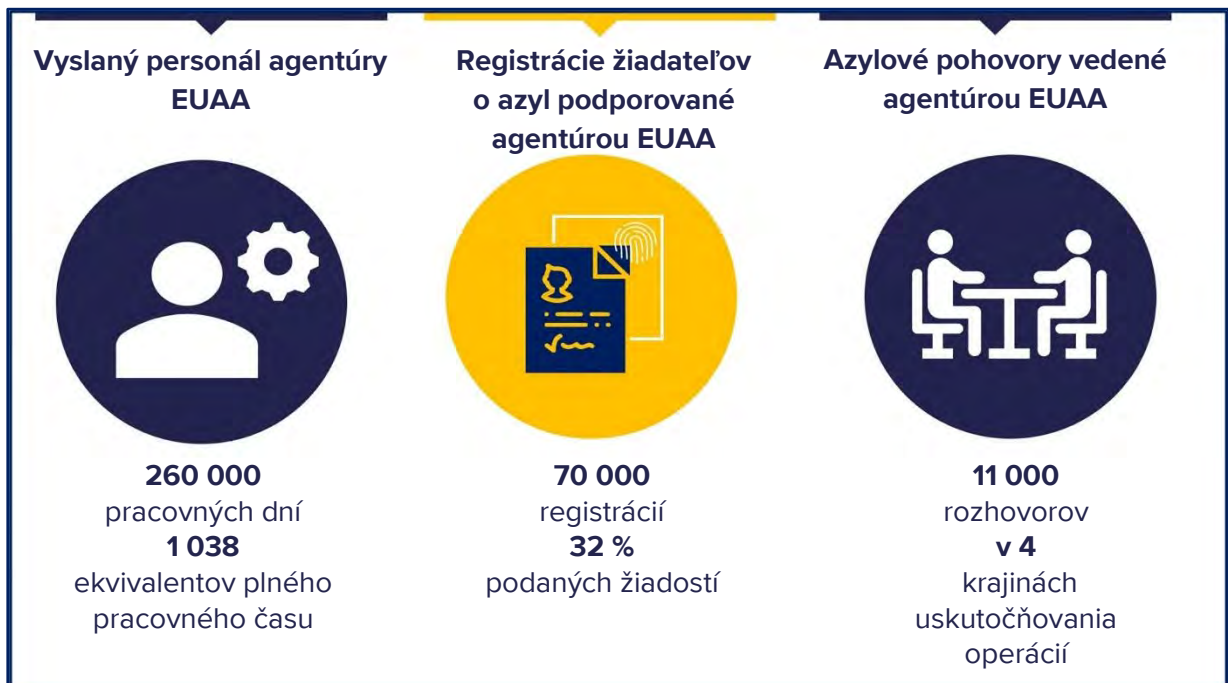 Vyslaný personál agentúry
EUAA
260 000
pracovných dní
1 038
ekvivalentov plného
pracovného času
Registrácie žiadateľov
o azyl podporované
agentúrou EUAA
70 000
registrácií
32 %
podaných žiadostí
Azylové pohovory vedené
agentúrou EUAA
11 000
rozhovorov
v 4
krajinách
uskutočňovania
operácií